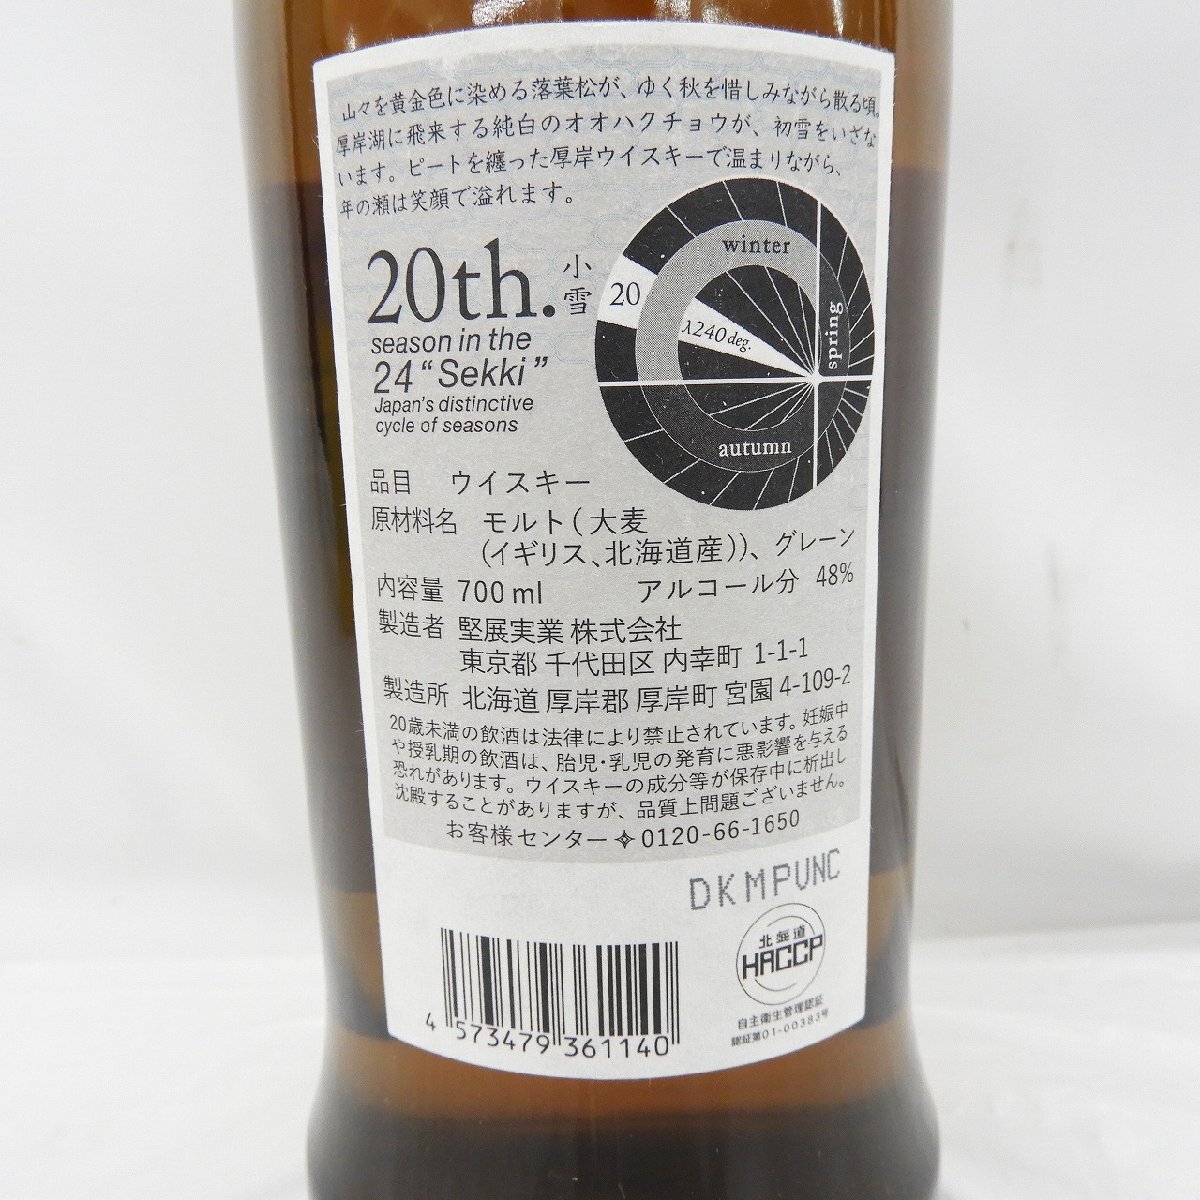 山々を黄金色に染める落葉松が、ゆく秋を惜しみながら散る頃。
厚岸湖に飛来する純白のオオハクチョウが、初雪をいざな
います。ピートを纏った厚岸ウイスキーで温まりながら、
年の瀬は笑顔で溢れます。
20th.
小雪
season in the
24 “Sekki”
Japan's distinctive
cycle of seasons
winter
20
λ240 deg.
spring
autumn
品目 ウイスキー
原材料名 モルト(大麦
(イギリス、北海道産))、グレーン
内容量 700 ml アルコール分 48%
製造者 堅展実業 株式会社
東京都 千代田区 内幸町 1-1-1
製造所 北海道 厚岸郡 厚岸町 宮園 4-109-2
20歳未満の飲酒は法律により禁止されています。妊娠中
や授乳期の飲酒は、胎児・乳児の発育に悪影響を与える
恐れがあります。ウイスキーの成分等が保存中に析出し
沈殿することがありますが、品質上問題ございません。
お客様センター✧0120-66-1650
DKMPVNC
北海道
HACCP
自主衛生管理認証
認証第01-00383号
4 573479 361140